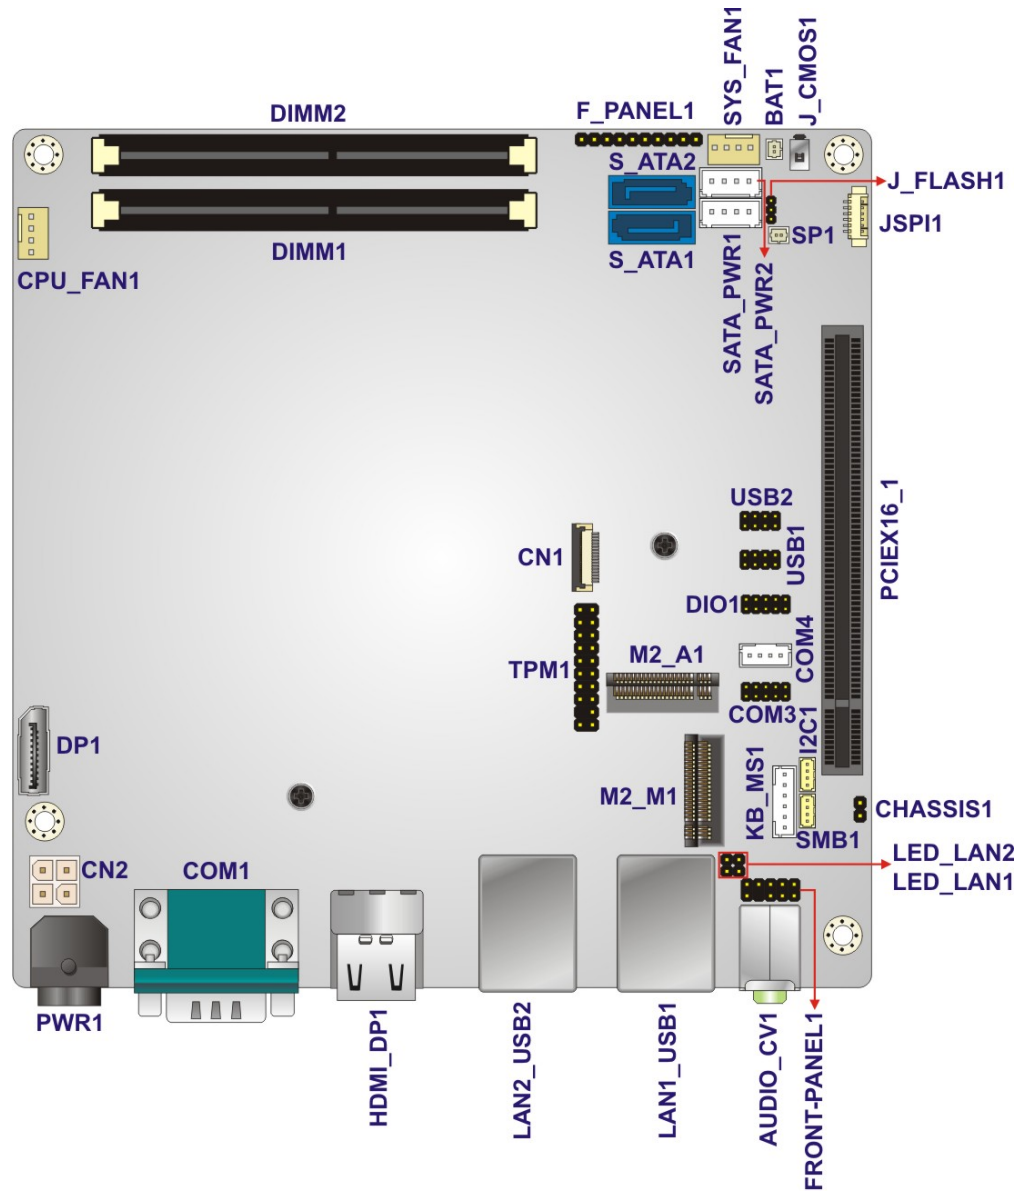 SYS_FAN1
BAT1
J_CMOS1
DIMM2
F_PANEL1
S_ATA2
J_FLASH1
JSPI1
SP1
DIMM1
S_ATA1
CPU_FAN1
SATA_PWR1
SATA_PWR2
PCIEX16_1
USB2
USB1
CN1
DIO1
COM4
M2_A1
TPM1
COM3
I2C1
DP1
M2_M1
KB_MS1
CHASSIS1
SMB1
LED_LAN2
LED_LAN1
CN2
COM1
PWR1
HDMI_DP1
LAN2_USB2
LAN1_USB1
AUDIO_CV1
FRONT-PANEL1